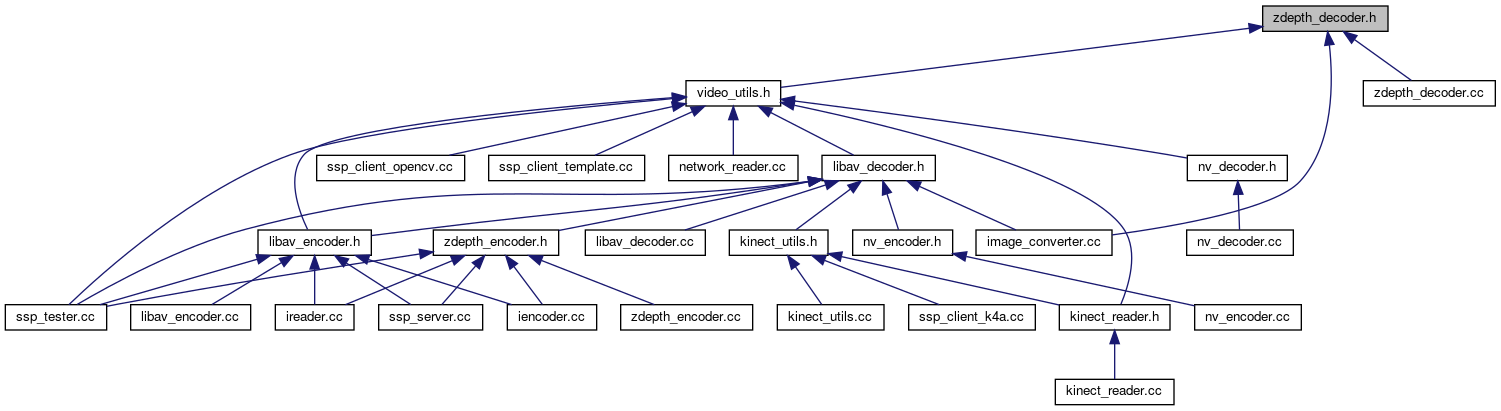 zdepth_decoder.h
video_utils.h
zdepth_decoder.cc
ssp_client_opencv.cc
ssp_client_template.cc
network_reader.cc
libav_decoder.h
nv_decoder.h
libav_encoder.h
zdepth_encoder.h
libav_decoder.cc
kinect_utils.h
nv_encoder.h
image_converter.cc
nv_decoder.cc
ssp_tester.cc
libav_encoder.cc
ireader.cc
ssp_server.cc
iencoder.cc
zdepth_encoder.cc
kinect_utils.cc
ssp_client_k4a.cc
kinect_reader.h
nv_encoder.cc
kinect_reader.cc